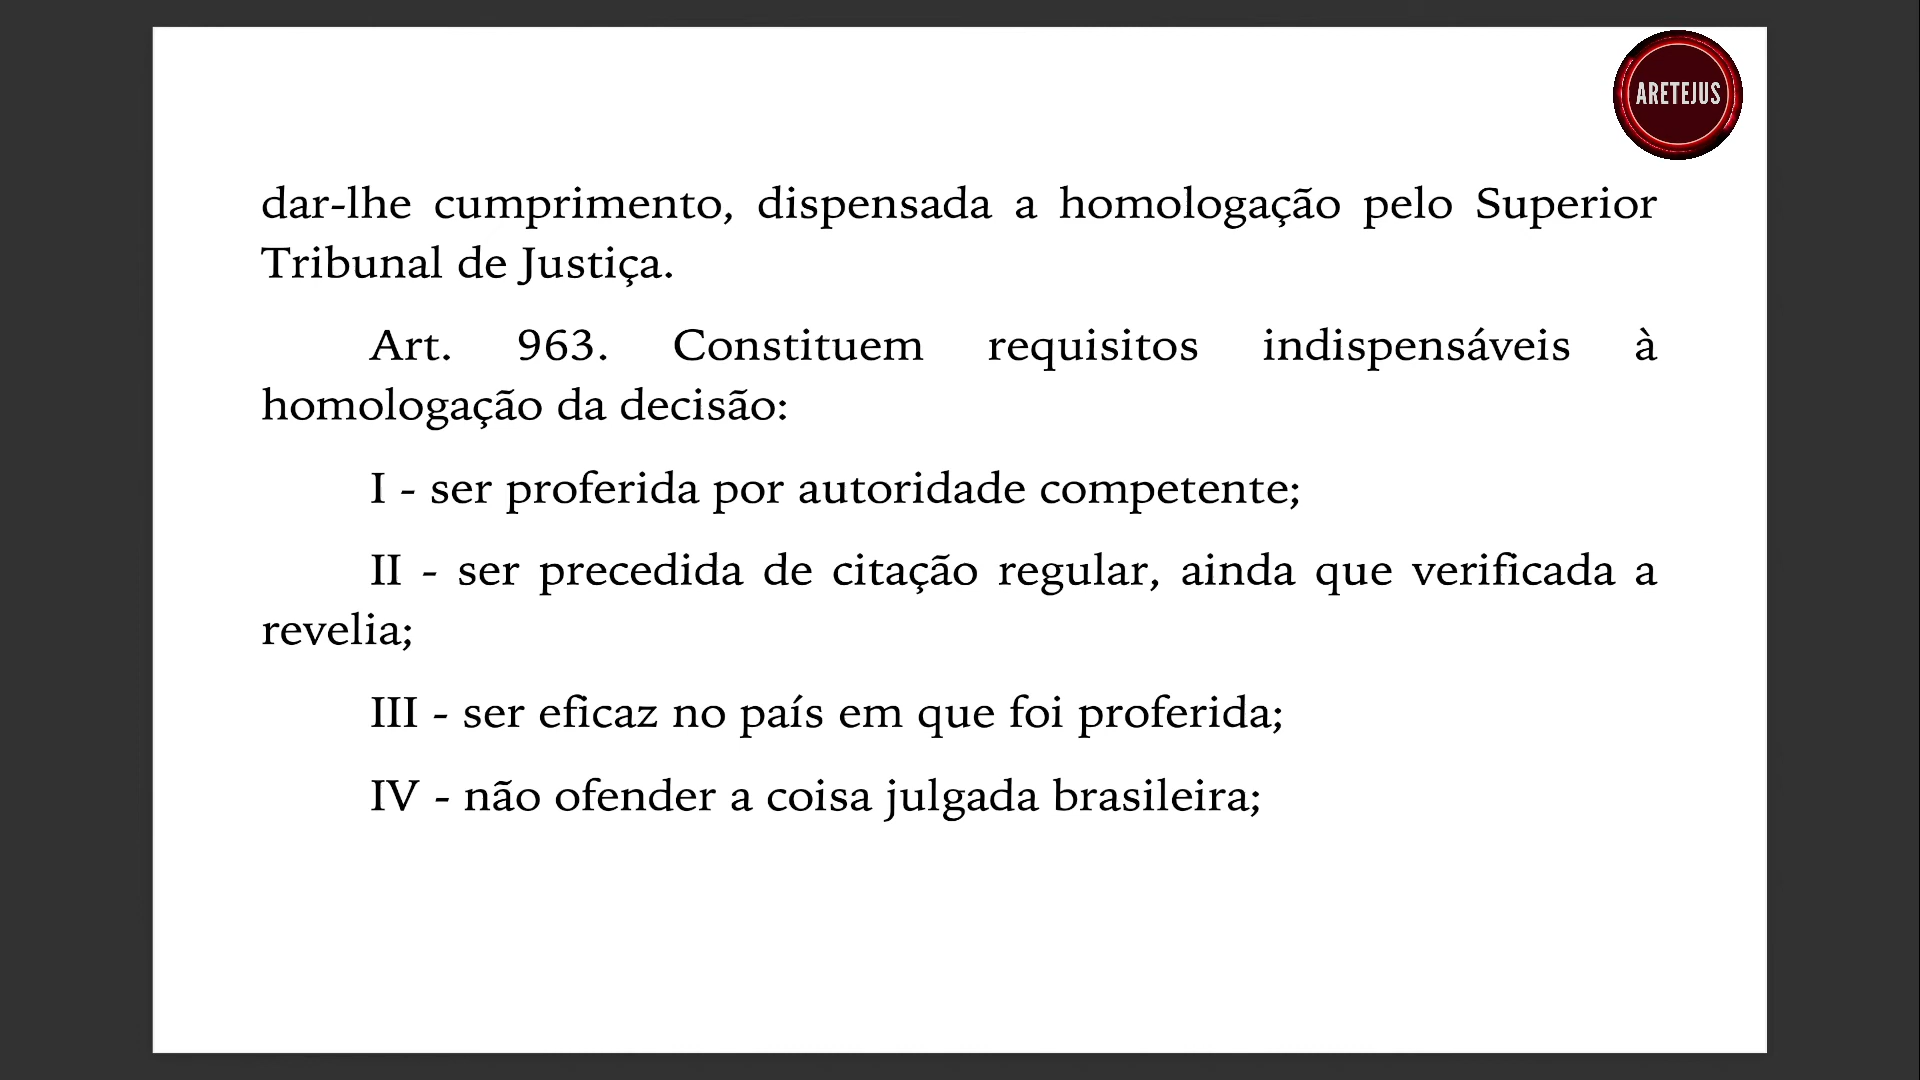 ARETEJUS
dar-lhe cumprimento, dispensada a homologação pelo Superior
Tribunal de Justiça.
Art. 963. Constituem requisitos indispensáveis à
homologação da decisão:
I - ser proferida por autoridade competente;
II - ser precedida de citação regular, ainda que verificada a
revelia;
III - ser eficaz no país em que foi proferida;
IV - não ofender a coisa julgada brasileira;